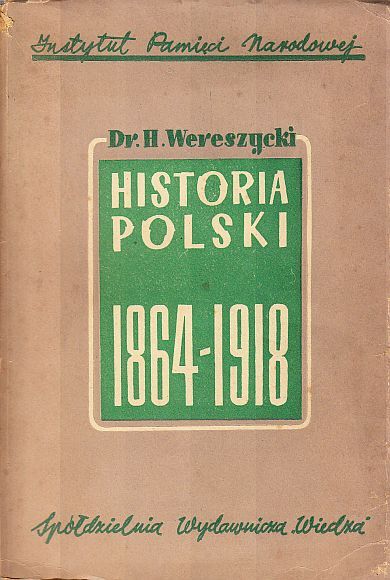 Instytut Pamięci Narodowej
Dr. H. Wereszycki
HISTORIA
POLSKI
1864-1918
Spółdzielnia Wydawnicza „Wiedza”